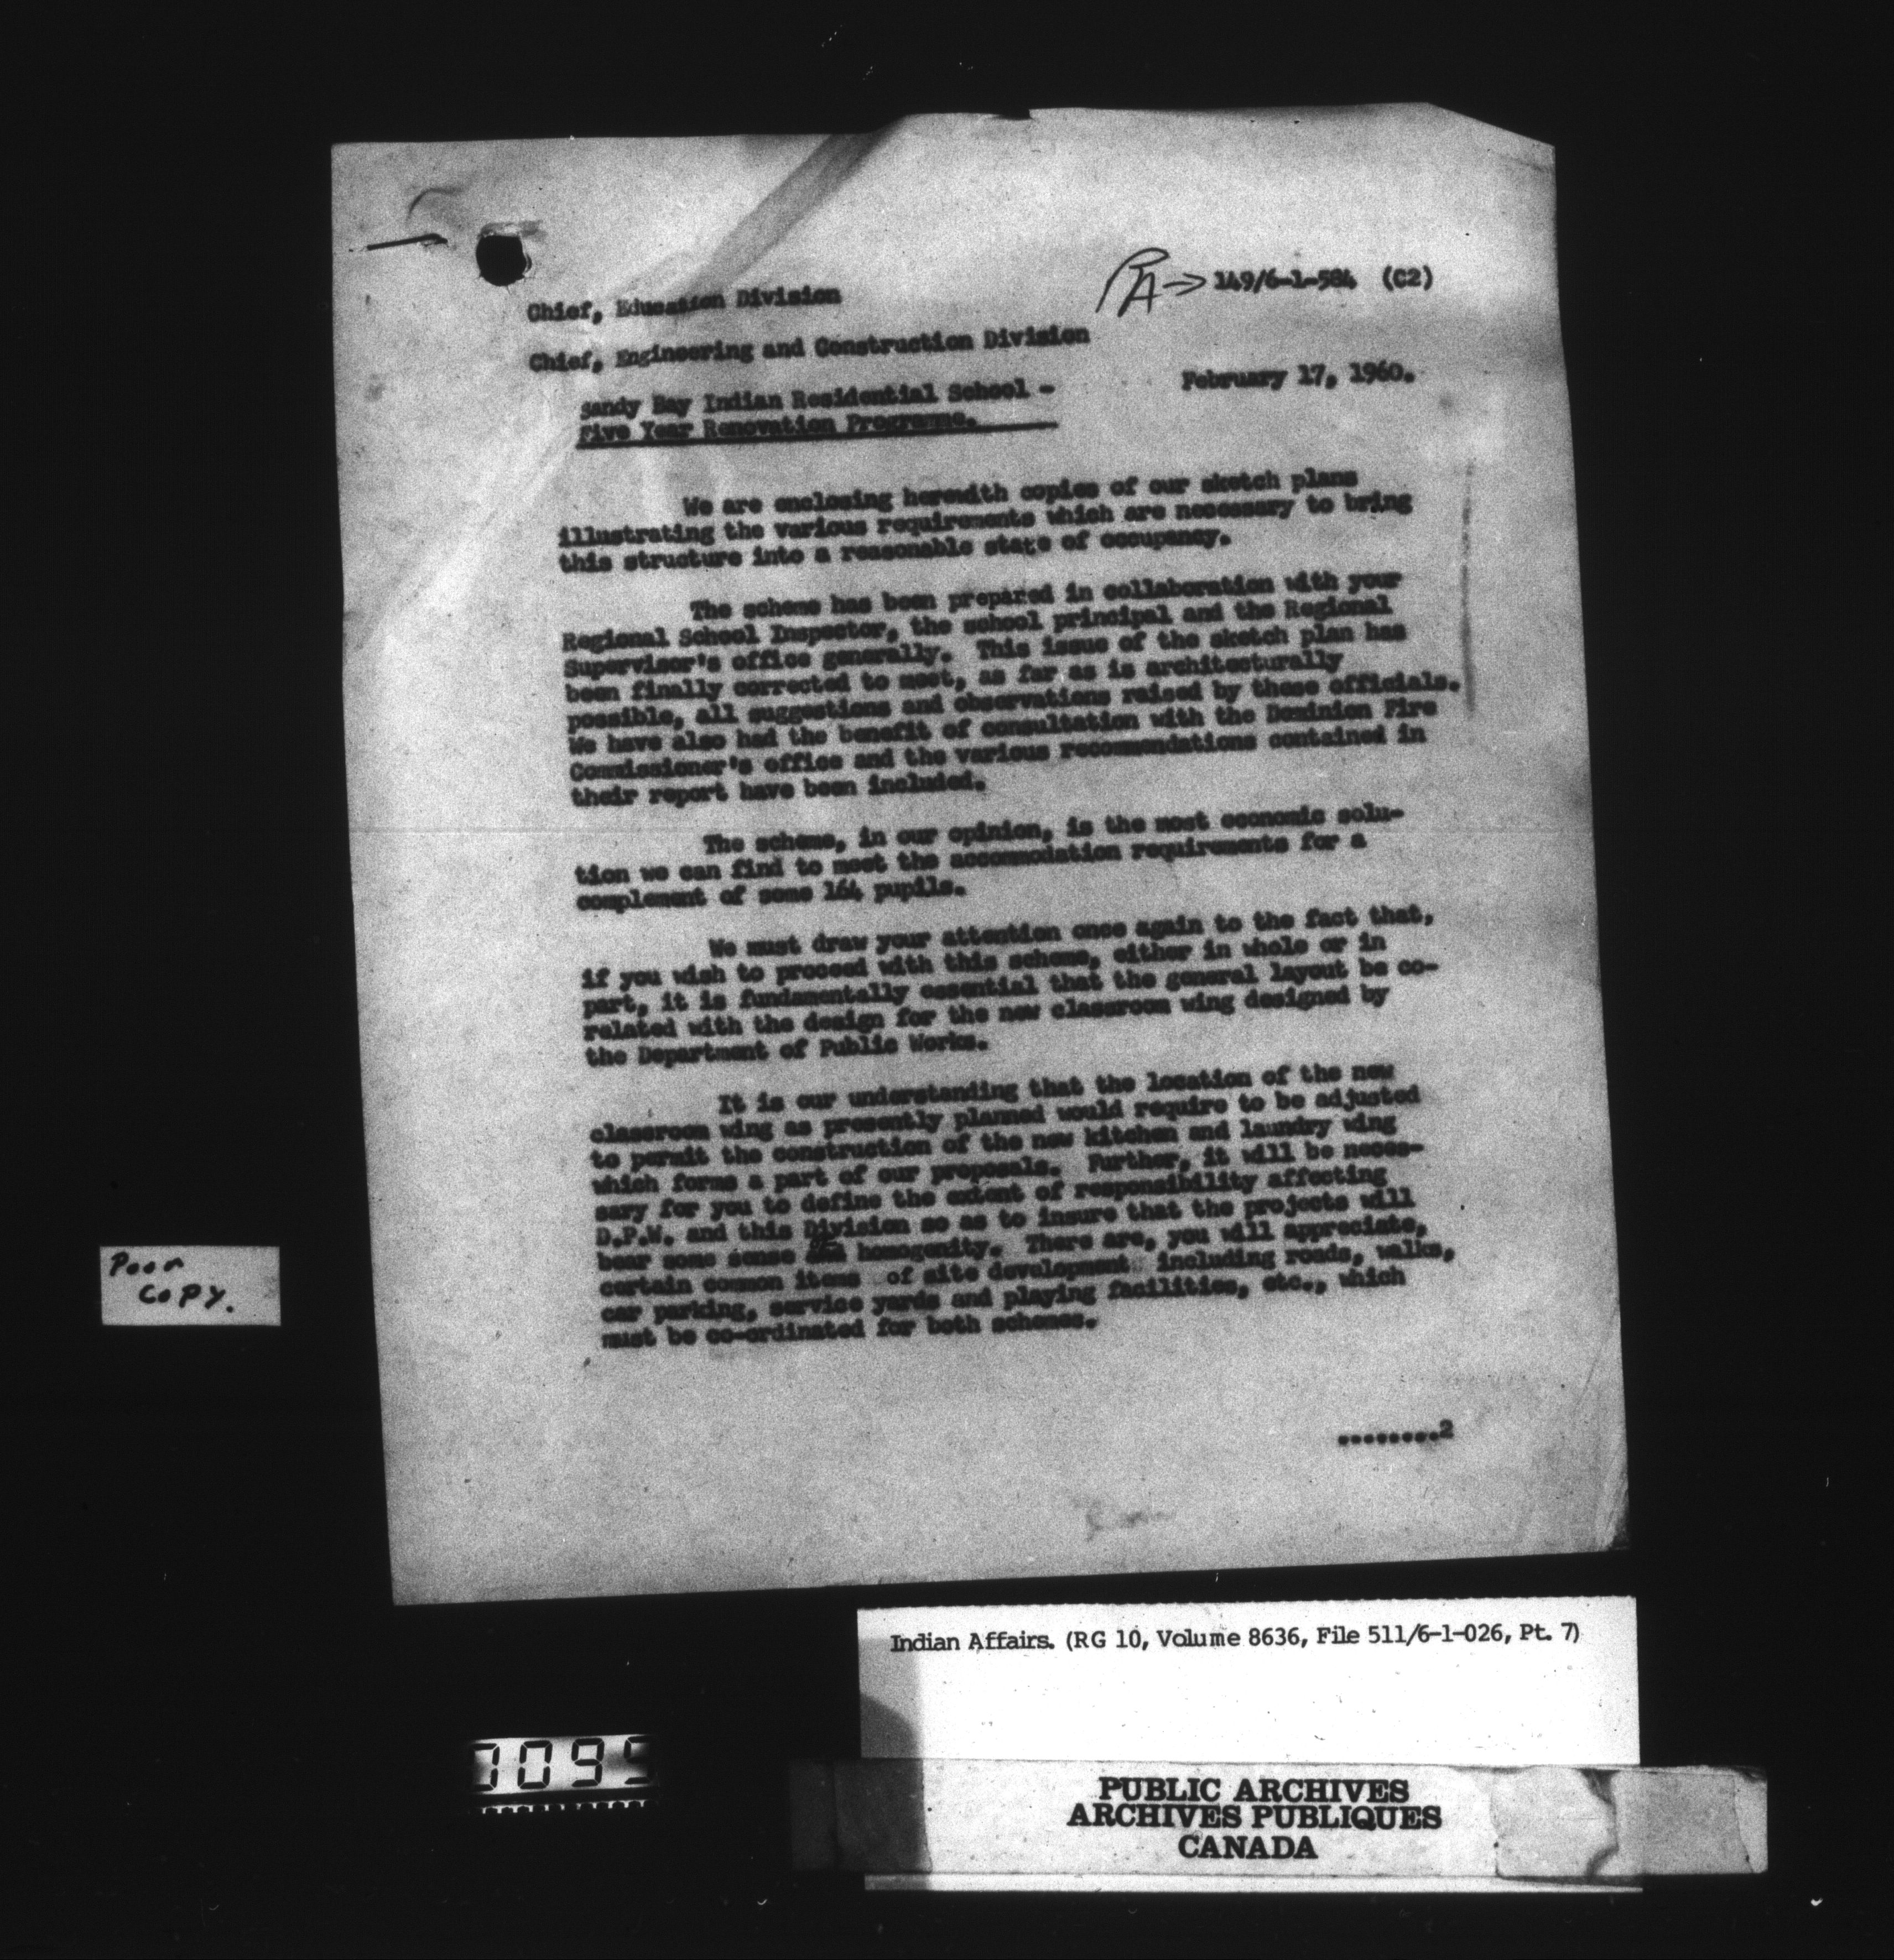 PA → 149/6-1-584 (C2)
Chief, Education Division
Chief, Engineering and Construction Division
February 17, 1960.
Sandy Bay Indian Residential School -
Five Year Renovation Programme.
We are enclosing herewith copies of our sketch plans
illustrating the various requirements which are necessary to bring
this structure into a reasonable state of occupancy.
The scheme has been prepared in collaboration with your
Regional School Inspector, the school principal and the Regional
Supervisor's office generally. This issue of the sketch plan has
been finally corrected to meet, as far as is architecturally
possible, all suggestions and observations raised by these officials.
We have also had the benefit of consultation with the Dominion Fire
Commissioner's office and the various recommendations contained in
their report have been included.
The scheme, in our opinion, is the most economic solu-
tion we can find to meet the accommodation requirements for a
complement of some 164 pupils.
We must draw your attention once again to the fact that,
if you wish to proceed with this scheme, either in whole or in
part, it is fundamentally essential that the general layout be co-
related with the design for the new classroom wing designed by
the Department of Public Works.
It is our understanding that the location of the new
classroom wing as presently planned would require to be adjusted
to permit the construction of the new kitchen and laundry wing
which forms a part of our proposals. Further, it will be neces-
sary for you to define the extent of responsibility affecting
D.P.W. and this Division so as to insure that the projects will
bear some sense homogenity. There are, you will appreciate,
certain common items of site development including roads, walks,
car parking, service yards and playing facilities, etc., which
must be co-ordinated for both schemes.
........2
Poor
Copy.
Indian Affairs. (RG 10, Volume 8636, File 511/6-1-026, Pt. 7)
7095
PUBLIC ARCHIVES
ARCHIVES PUBLIQUES
CANADA